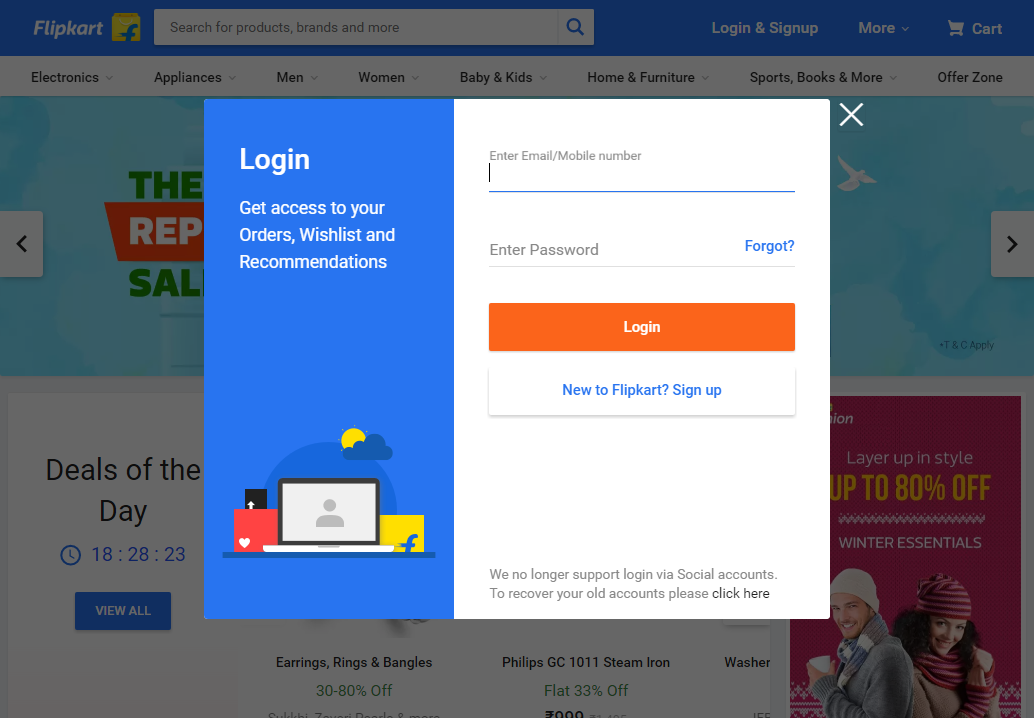 Flipkart
Search for products, brands and more
Login & Signup
More
Cart
Electronics
Appliances
Men
Women
Baby & Kids
Home & Furniture
Sports, Books & More
Offer Zone
THE
REP
SAL
+T & C Apply
Login
Get access to your
Orders, Wishlist and
Recommendations
Enter Email/Mobile number
Enter Password
Forgot?
Login
New to Flipkart? Sign up
We no longer support login via Social accounts.
To recover your old accounts please click here
Deals of the
Day
18 : 28 : 23
VIEW ALL
Earrings, Rings & Bangles
30-80% Off
Sukkhi, Zaveri Pearls & more
Philips GC 1011 Steam Iron
Flat 33% Off
₹999
Washer
Layer up in style
UP TO 80% OFF
WINTER ESSENTIALS